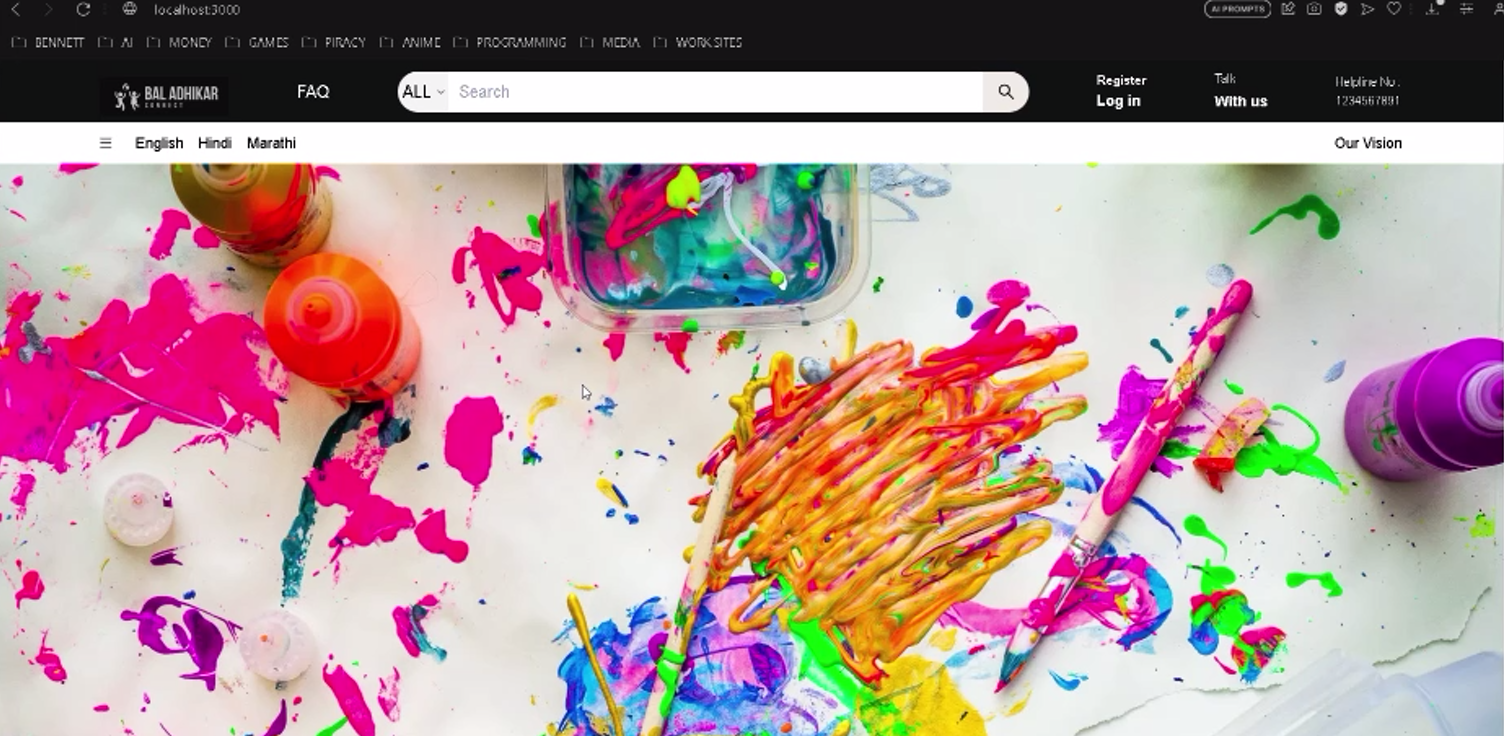 localhost:3000
AI PROMPTS
BENNETT AI MONEY GAMES PIRACY ANIME PROGRAMMING MEDIA WORK SITES
BAL ADHIKAR
CONNECT
FAQ
ALL
Search
Register
Log in
Talk
With us
Helpline No :
1234567891
English Hindi Marathi
Our Vision